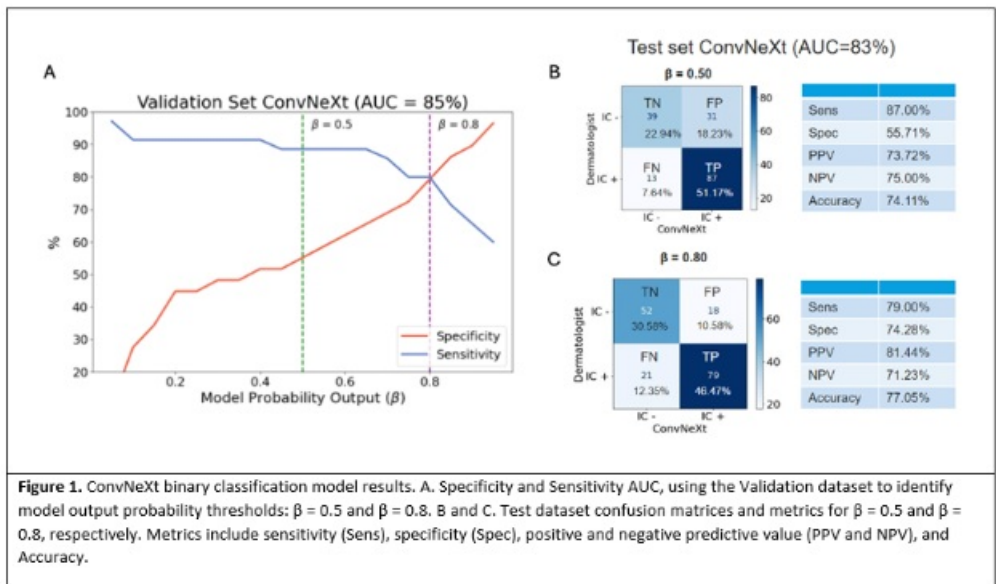 Test set ConvNeXt (AUC=83%)
A
Validation Set ConvNeXt (AUC = 85%)
β = 0.5
β = 0.8
100
90
80
70
60
50
40
30
20
%
0.2
0.4
0.6
0.8
Model Probability Output (β)
Specificity
Sensitivity
B
β = 0.50
Dermatologist
IC -
IC +
TN
39
22.94%
FP
31
18.23%
FN
13
7.64%
TP
87
51.17%
IC -
IC +
ConvNeXt
80
60
40
20
Sens 87.00%
Spec 55.71%
PPV 73.72%
NPV 75.00%
Accuracy 74.11%
C
β = 0.80
Dermatologist
IC -
IC +
TN
52
30.58%
FP
18
10.58%
FN
21
12.35%
TP
79
46.47%
IC -
IC +
ConvNeXt
60
40
20
Sens 79.00%
Spec 74.28%
PPV 81.44%
NPV 71.23%
Accuracy 77.05%
Figure 1. ConvNeXt binary classification model results. A. Specificity and Sensitivity AUC, using the Validation dataset to identify
model output probability thresholds: β = 0.5 and β = 0.8. B and C. Test dataset confusion matrices and metrics for β = 0.5 and β =
0.8, respectively. Metrics include sensitivity (Sens), specificity (Spec), positive and negative predictive value (PPV and NPV), and
Accuracy.